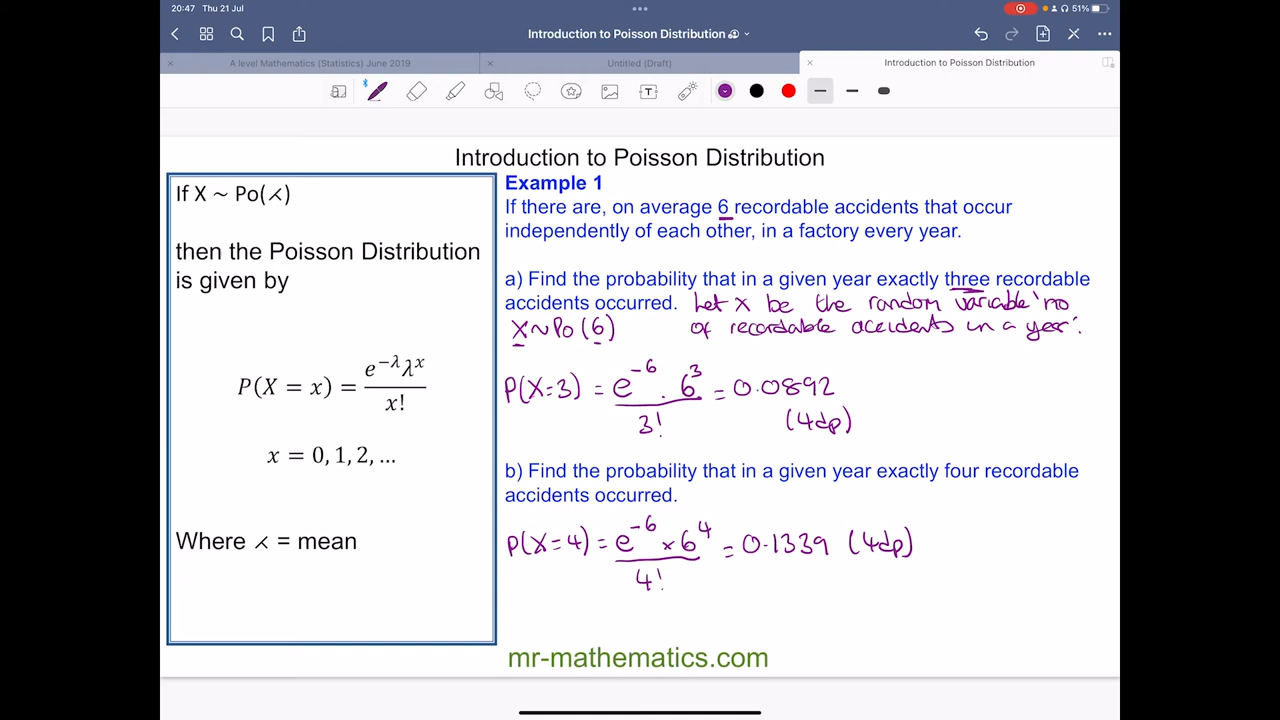 20:47 Thu 21 Jul
51%
Introduction to Poisson Distribution
A level Mathematics (Statistics) June 2019
Untitled (Draft)
Introduction to Poisson Distribution
Introduction to Poisson Distribution
If X ~ Po(⋌)
then the Poisson Distribution
is given by
P(X = x) = e^{-λ}λ^x / x!
x = 0, 1, 2, ...
Where ⋌ = mean
Example 1
If there are, on average 6 recordable accidents that occur
independently of each other, in a factory every year.
a) Find the probability that in a given year exactly three recordable
accidents occurred. Let X be the random variable 'no
X~Po(6) of recordable accidents in a year'.
P(X=3) = e^{-6} . 6^3 / 3! = 0.0892
(4dp)
b) Find the probability that in a given year exactly four recordable
accidents occurred.
P(X=4) = e^{-6} × 6^4 / 4! = 0.1339 (4dp)
mr-mathematics.com